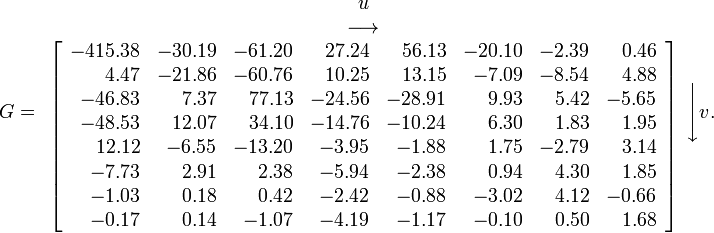 u
⟶
−415.38 −30.19 −61.20 27.24 56.13 −20.10 −2.39 0.46
4.47 −21.86 −60.76 10.25 13.15 −7.09 −8.54 4.88
−46.83 7.37 77.13 −24.56 −28.91 9.93 5.42 −5.65
G = −48.53 12.07 34.10 −14.76 −10.24 6.30 1.83 1.95 ↓ v.
12.12 −6.55 −13.20 −3.95 −1.88 1.75 −2.79 3.14
−7.73 2.91 2.38 −5.94 −2.38 0.94 4.30 1.85
−1.03 0.18 0.42 −2.42 −0.88 −3.02 4.12 −0.66
−0.17 0.14 −1.07 −4.19 −1.17 −0.10 0.50 1.68